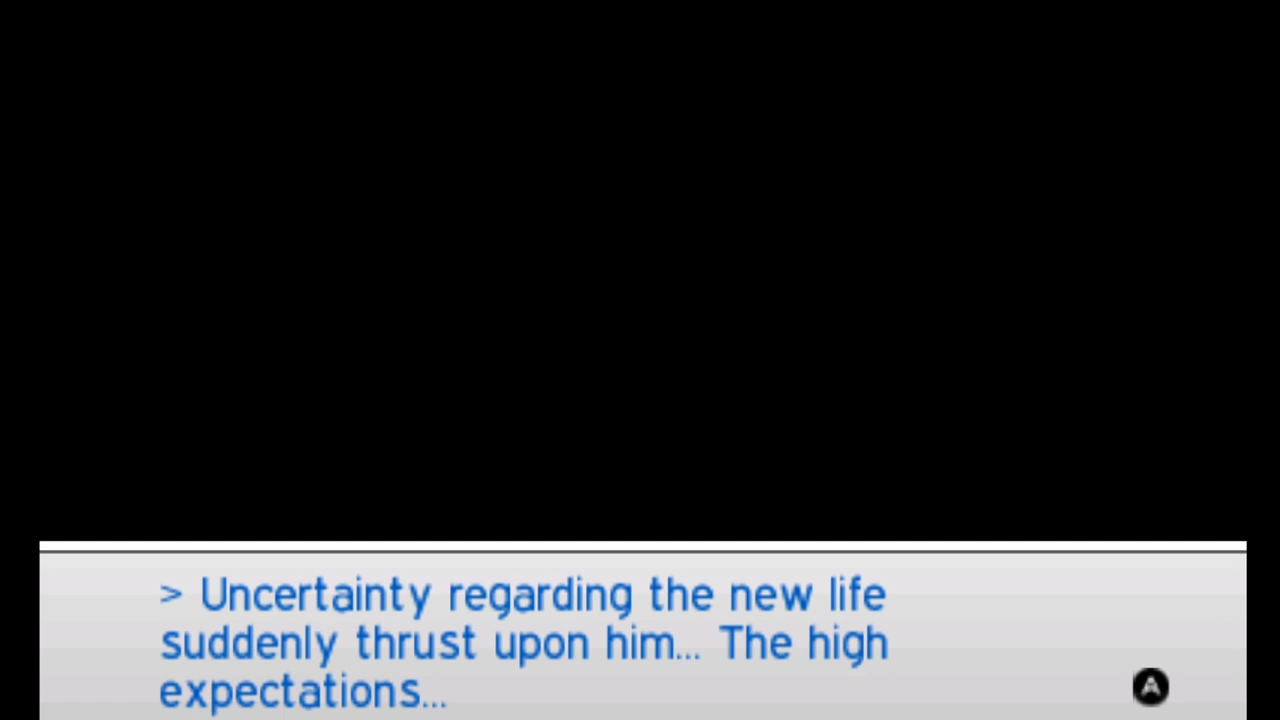 > Uncertainty regarding the new life
suddenly thrust upon him... The high
expectations...
A